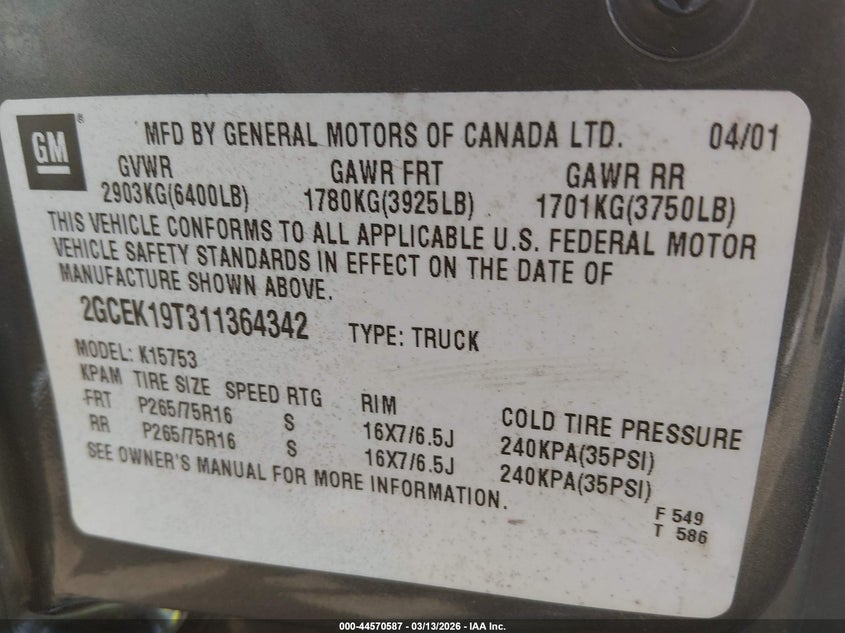 GM ®
MFD BY GENERAL MOTORS OF CANADA LTD. 04/01
GVWR GAWR FRT GAWR RR
2903KG(6400LB) 1780KG(3925LB) 1701KG(3750LB)
THIS VEHICLE CONFORMS TO ALL APPLICABLE U.S. FEDERAL MOTOR
VEHICLE SAFETY STANDARDS IN EFFECT ON THE DATE OF
MANUFACTURE SHOWN ABOVE.
2GCEK19T311364342 TYPE: TRUCK
MODEL: K15753
KPAM TIRE SIZE SPEED RTG RIM COLD TIRE PRESSURE
FRT P265/75R16 S 16X7/6.5J 240KPA(35PSI)
RR P265/75R16 S 16X7/6.5J 240KPA(35PSI)
SEE OWNER'S MANUAL FOR MORE INFORMATION.
F 549
T 586
000-44570587 - 03/13/2026 - IAA Inc.